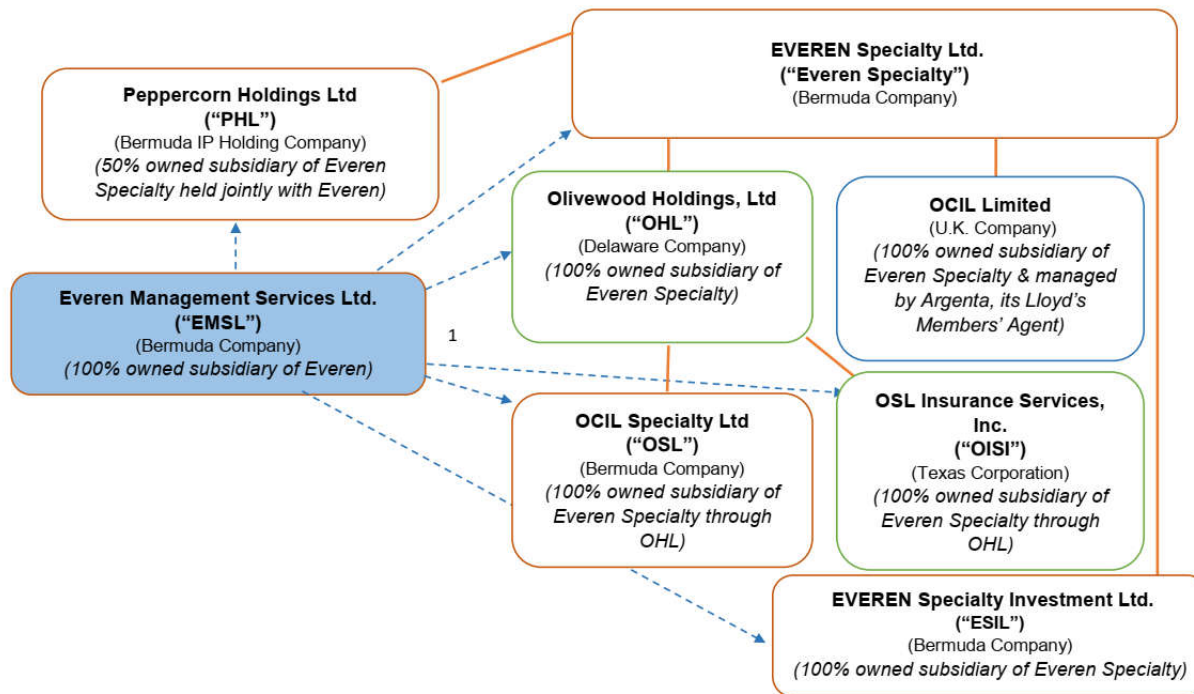 EVEREN Specialty Ltd.
(“Everen Specialty”)
(Bermuda Company)
Peppercorn Holdings Ltd
(“PHL”)
(Bermuda IP Holding Company)
(50% owned subsidiary of Everen
Specialty held jointly with Everen)
Olivewood Holdings, Ltd
(“OHL”)
(Delaware Company)
(100% owned subsidiary of
Everen Specialty)
OCIL Limited
(U.K. Company)
(100% owned subsidiary of
Everen Specialty & managed
by Argenta, its Lloyd’s
Members’ Agent)
Everen Management Services Ltd.
(“EMSL”)
(Bermuda Company)
(100% owned subsidiary of Everen)
1
OCIL Specialty Ltd
(“OSL”)
(Bermuda Company)
(100% owned subsidiary of
Everen Specialty through
OHL)
OSL Insurance Services,
Inc.
(“OISI”)
(Texas Corporation)
(100% owned subsidiary of
Everen Specialty through
OHL)
EVEREN Specialty Investment Ltd.
(“ESIL”)
(Bermuda Company)
(100% owned subsidiary of Everen Specialty)